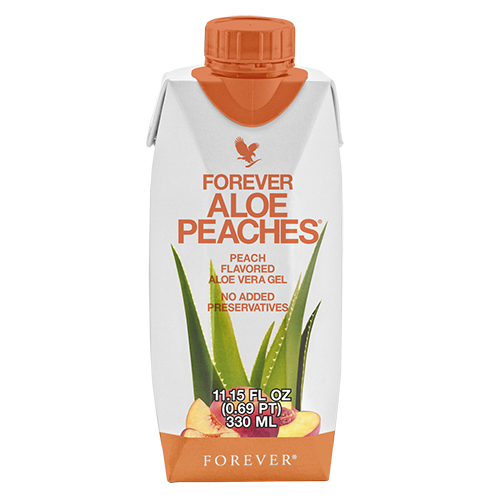 FOREVER
ALOE
PEACHES®
PEACH
FLAVORED
ALOE VERA GEL
NO ADDED
PRESERVATIVES
11.15 FL OZ
(0.69 PT)
330 ML
FOREVER®